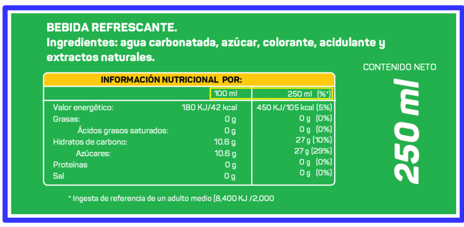 BEBIDA REFRESCANTE.
Ingredientes: agua carbonatada, azúcar, colorante, acidulante y
extractos naturales.
INFORMACIÓN NUTRICIONAL POR:
100 ml 250 ml (%*)
Valor energético: 180 KJ/42 kcal 450 KJ/105 kcal (5%)
Grasas: 0 g 0 g (0%)
Ácidos grasos saturados: 0 g 0 g (0%)
Hidratos de carbono: 10.6 g 27 g (10%)
Azúcares: 10.6 g 27 g (29%)
Proteínas 0 g 0 g (0%)
Sal 0 g 0 g (0%)
* Ingesta de referencia de un adulto medio (8,400 KJ /2,000
CONTENIDO NETO
250 ml